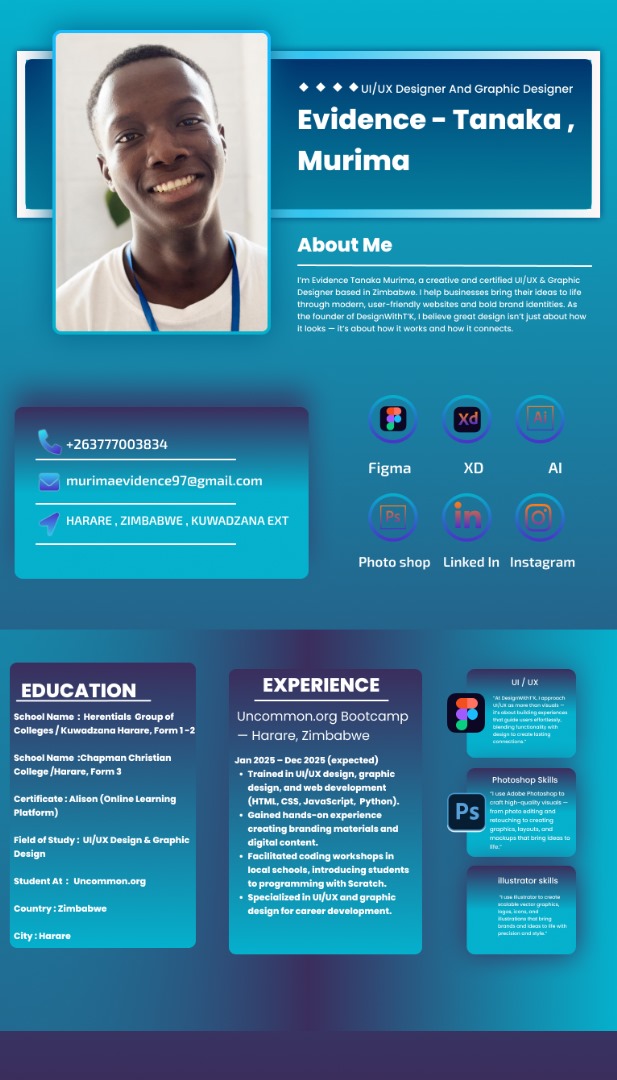 UI/UX Designer And Graphic Designer
Evidence - Tanaka ,
Murima
About Me
I'm Evidence Tanaka Murima, a creative and certified UI/UX & Graphic
Designer based in Zimbabwe. I help businesses bring their ideas to life
through modern, user-friendly websites and bold brand identities. As
the founder of DesignWithT'K, I believe great design isn't just about how
it looks — it's about how it works and how it connects.
+263777003834
murimaevidence97@gmail.com
HARARE , ZIMBABWE , KUWADZANA EXT
Xd
Ai
Figma
XD
AI
Ps
in
Photo shop
Linked In
Instagram
EDUCATION
School Name : Herentials Group of
Colleges / Kuwadzana Harare, Form 1 -2
School Name :Chapman Christian
College /Harare, Form 3
Certificate : Alison (Online Learning
Platform)
Field of Study : UI/UX Design & Graphic
Design
Student At : Uncommon.org
Country : Zimbabwe
City : Harare
EXPERIENCE
Uncommon.org Bootcamp
— Harare, Zimbabwe
Jan 2025 – Dec 2025 (expected)
• Trained in UI/UX design, graphic
design, and web development
(HTML, CSS, JavaScript, Python).
• Gained hands-on experience
creating branding materials and
digital content.
• Facilitated coding workshops in
local schools, introducing students
to programming with Scratch.
• Specialized in UI/UX and graphic
design for career development.
UI / UX
"At DesignWithT'K, I approach
UI/UX as more than visuals —
it's about building experiences
that guide users effortlessly,
blending functionality with
design to create lasting
connections."
Photoshop Skills
Ps
"I use Adobe Photoshop to
craft high-quality visuals —
from photo editing and
retouching to creating
graphics, layouts, and
mockups that bring ideas to
life."
illustrator skills
"I use Illustrator to create
scalable vector graphics,
logos, icons, and
illustrations that bring
brands and ideas to life with
precision and style."